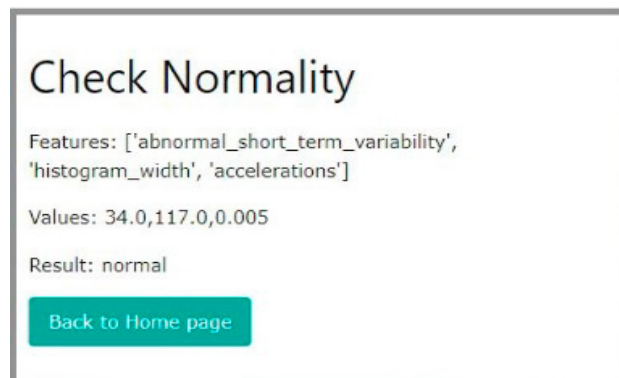 Check Normality
Features: ['abnormal_short_term_variability',
'histogram_width', 'accelerations']
Values: 34.0,117.0,0.005
Result: normal
Back to Home page